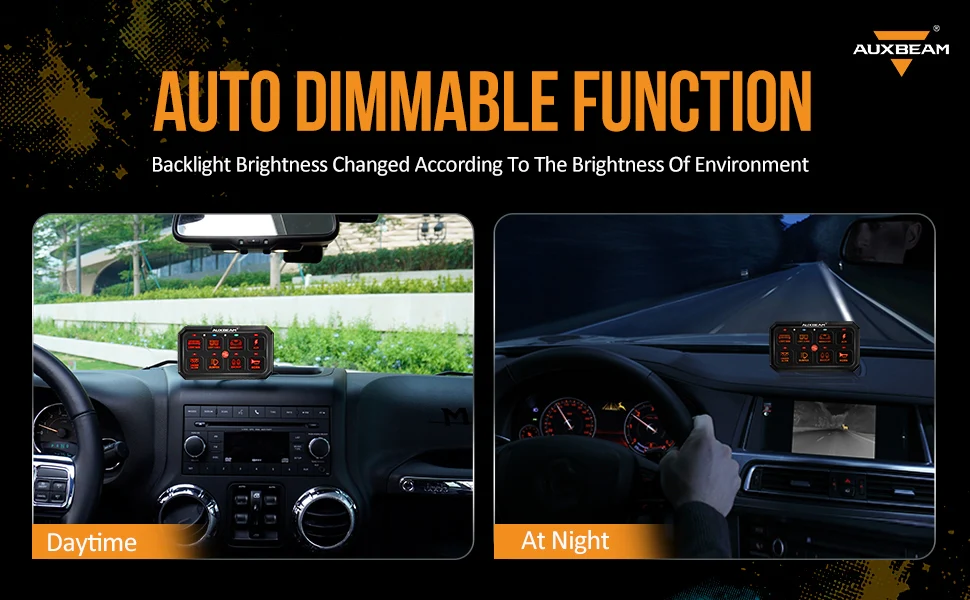 AUXBEAM®
AUTO DIMMABLE FUNCTION
Backlight Brightness Changed According To The Brightness Of Environment
AUXBEAM
AUXBEAM
Daytime
At Night